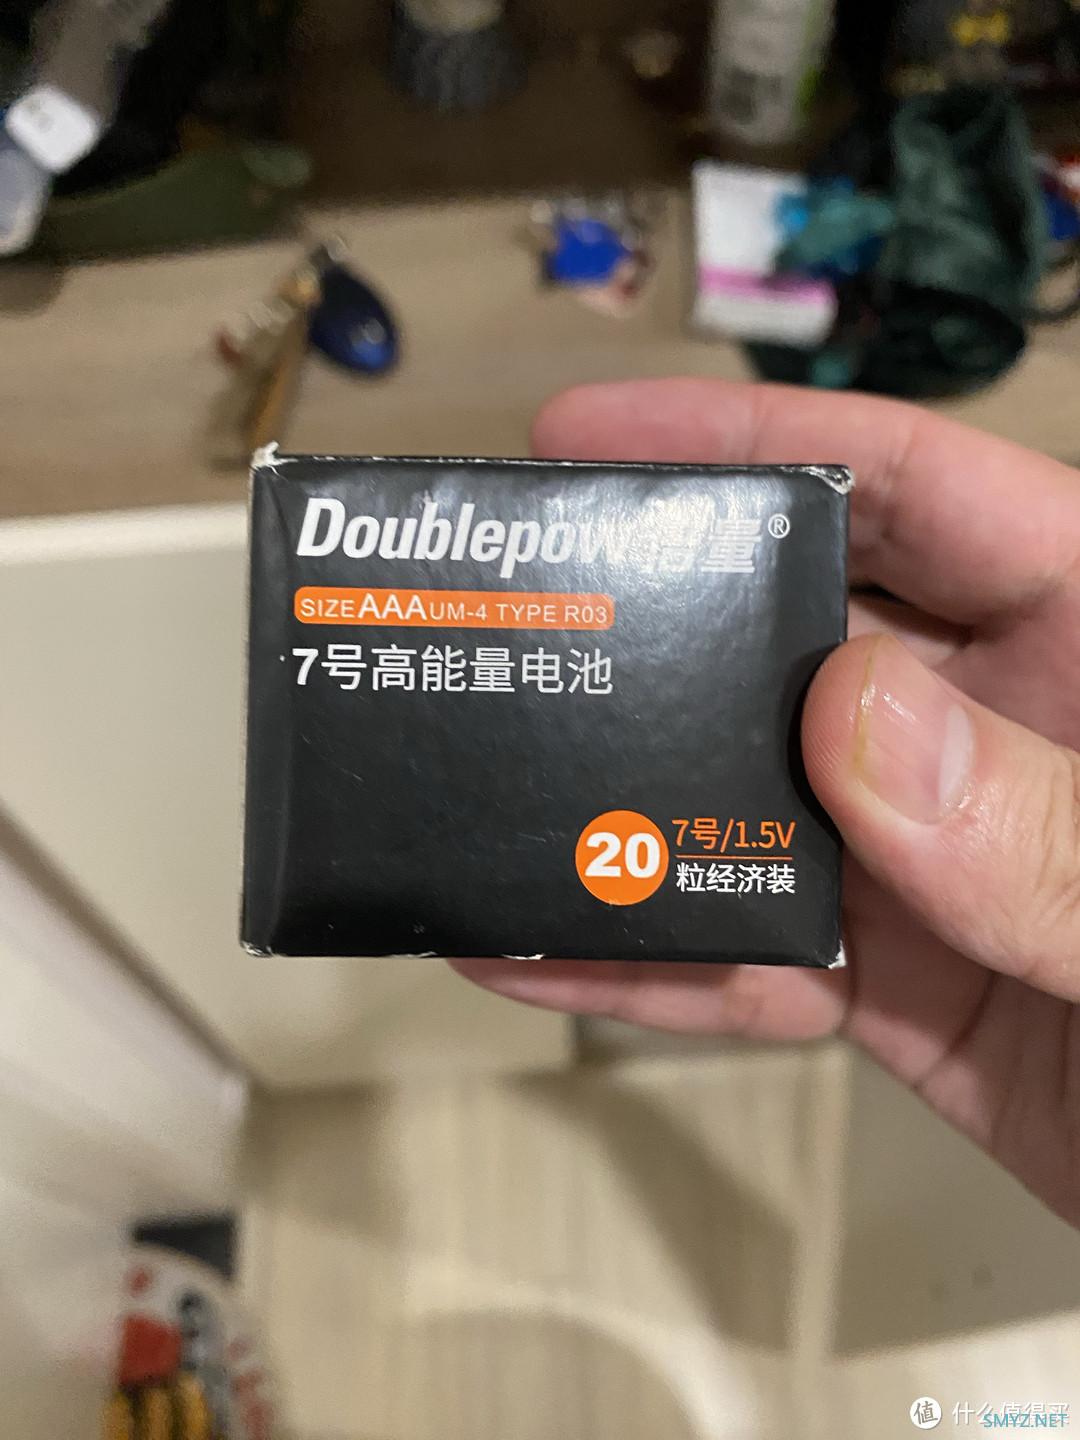 Doublepow倍量®
SIZE AAA UM-4 TYPE R03
7号高能量电池
20 7号/1.5V
粒经济装
值 什么值得买
SMYZ.NET